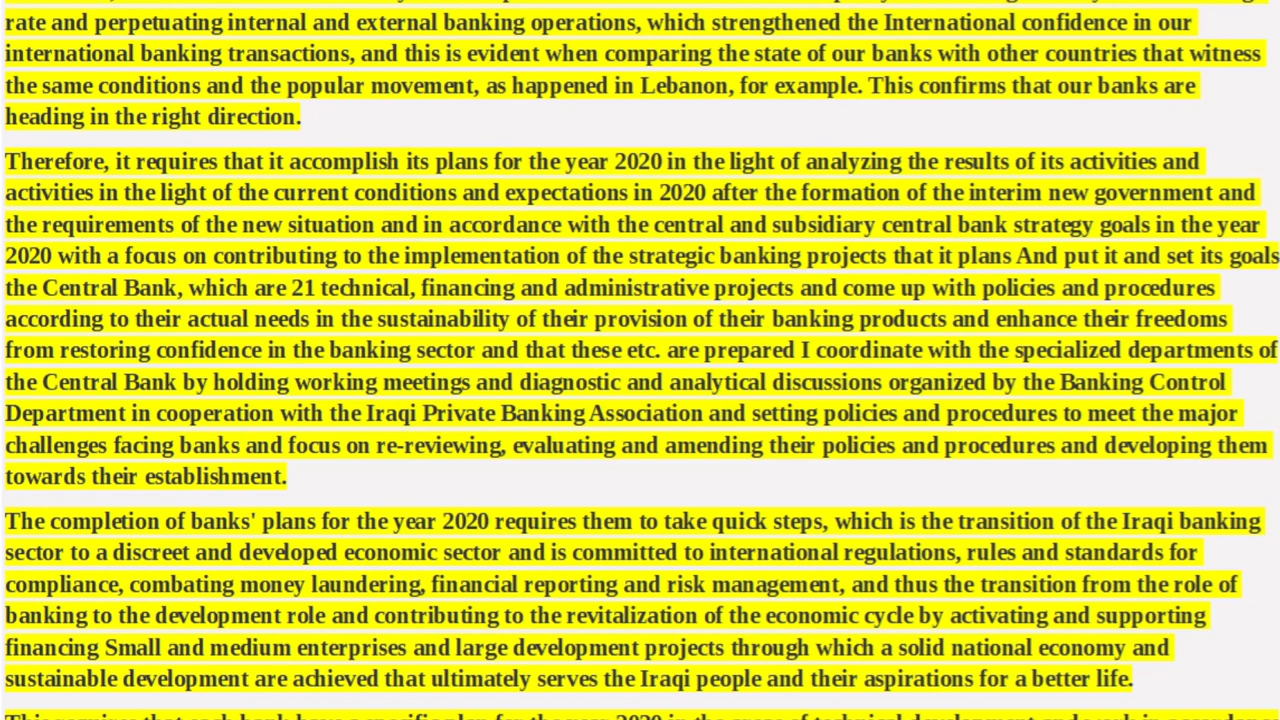 rate and perpetuating internal and external banking operations, which strengthened the International confidence in our
international banking transactions, and this is evident when comparing the state of our banks with other countries that witness
the same conditions and the popular movement, as happened in Lebanon, for example. This confirms that our banks are
heading in the right direction.
Therefore, it requires that it accomplish its plans for the year 2020 in the light of analyzing the results of its activities and
activities in the light of the current conditions and expectations in 2020 after the formation of the interim new government and
the requirements of the new situation and in accordance with the central and subsidiary central bank strategy goals in the year
2020 with a focus on contributing to the implementation of the strategic banking projects that it plans And put it and set its goals
the Central Bank, which are 21 technical, financing and administrative projects and come up with policies and procedures
according to their actual needs in the sustainability of their provision of their banking products and enhance their freedoms
from restoring confidence in the banking sector and that these etc. are prepared I coordinate with the specialized departments of
the Central Bank by holding working meetings and diagnostic and analytical discussions organized by the Banking Control
Department in cooperation with the Iraqi Private Banking Association and setting policies and procedures to meet the major
challenges facing banks and focus on re-reviewing, evaluating and amending their policies and procedures and developing them
towards their establishment.
The completion of banks' plans for the year 2020 requires them to take quick steps, which is the transition of the Iraqi banking
sector to a discreet and developed economic sector and is committed to international regulations, rules and standards for
compliance, combating money laundering, financial reporting and risk management, and thus the transition from the role of
banking to the development role and contributing to the revitalization of the economic cycle by activating and supporting
financing Small and medium enterprises and large development projects through which a solid national economy and
sustainable development are achieved that ultimately serves the Iraqi people and their aspirations for a better life.